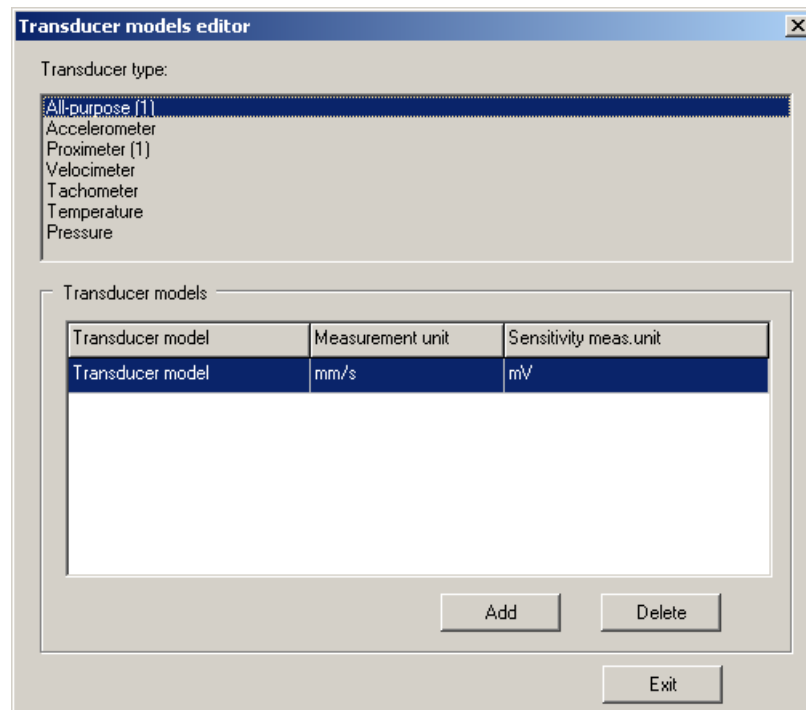 Transducer models editor
Transducer type:
All-purpose (1)
Accelerometer
Proximeter (1)
Velocimeter
Tachometer
Temperature
Pressure
Transducer models
Transducer model Measurement unit Sensitivity meas.unit
Transducer model mm/s mV
Add Delete
Exit